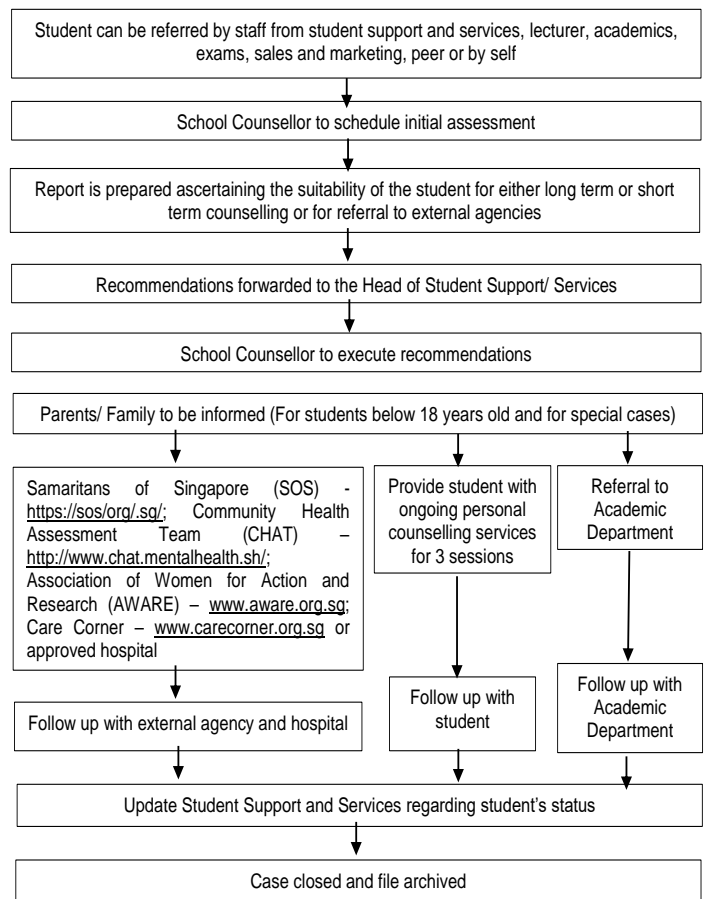 Student can be referred by staff from student support and services, lecturer, academics,
exams, sales and marketing, peer or by self
School Counsellor to schedule initial assessment
Report is prepared ascertaining the suitability of the student for either long term or short
term counselling or for referral to external agencies
Recommendations forwarded to the Head of Student Support/ Services
School Counsellor to execute recommendations
Parents/ Family to be informed (For students below 18 years old and for special cases)
Samaritans of Singapore (SOS) -
https://sos/org/.sg/; Community Health
Assessment Team (CHAT) –
http://www.chat.mentalhealth.sh/;
Association of Women for Action and
Research (AWARE) – www.aware.org.sg;
Care Corner – www.carecorner.org.sg or
approved hospital
Provide student with
ongoing personal
counselling services
for 3 sessions
Referral to
Academic
Department
Follow up with external agency and hospital
Follow up with
student
Follow up with
Academic
Department
Update Student Support and Services regarding student’s status
Case closed and file archived